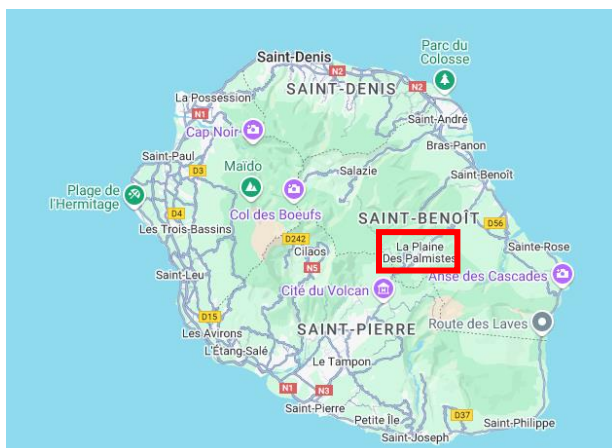 Parc du
Colosse
Saint-Denis
N2
SAINT-DENIS
N2
La Possession
N1
Saint-André
Cap Noir
Bras-Panon
Saint-Paul
D3
Maïdo
Salazie
Saint-Benoît
Plage de
l'Hermitage
D4
Col des Boeufs
SAINT-BENOÎT
D56
Les Trois-Bassins
D242
Cilaos
La Plaine
Des Palmistes
Sainte-Rose
Saint-Leu
N5
Anse des Cascades
Cité du Volcan
D15
Les Avirons
SAINT-PIERRE
Route des Laves
L'Étang-Salé
Le Tampon
N1
N3
Saint-Pierre
Petite Île
D37
Saint-Philippe
Saint-Joseph